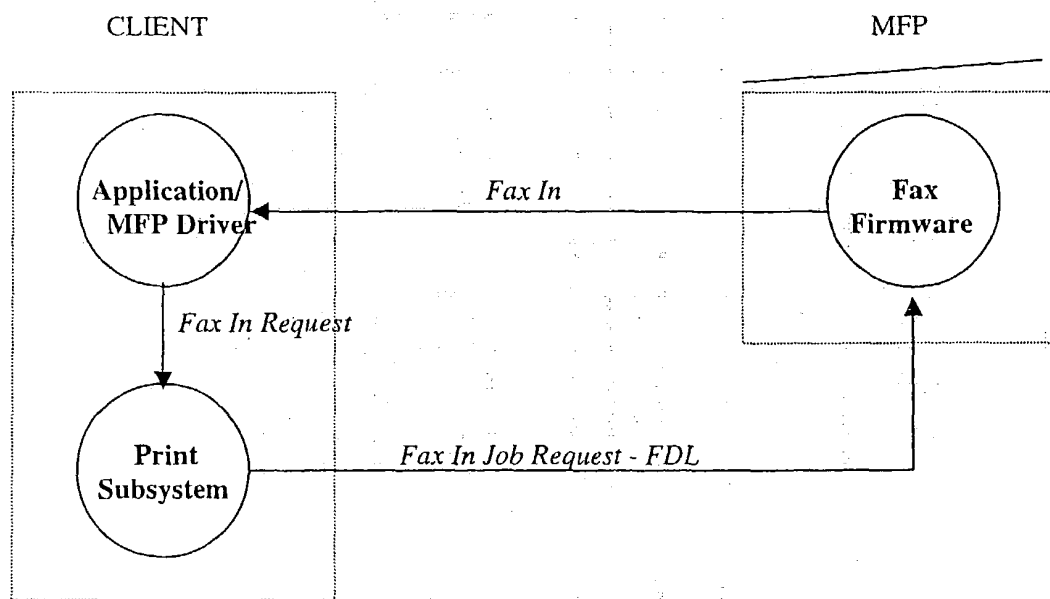 CLIENT
MFP
Application/
MFP Driver
Fax In
Fax
Firmware
Fax In Request
Print
Subsystem
Fax In Job Request - FDL